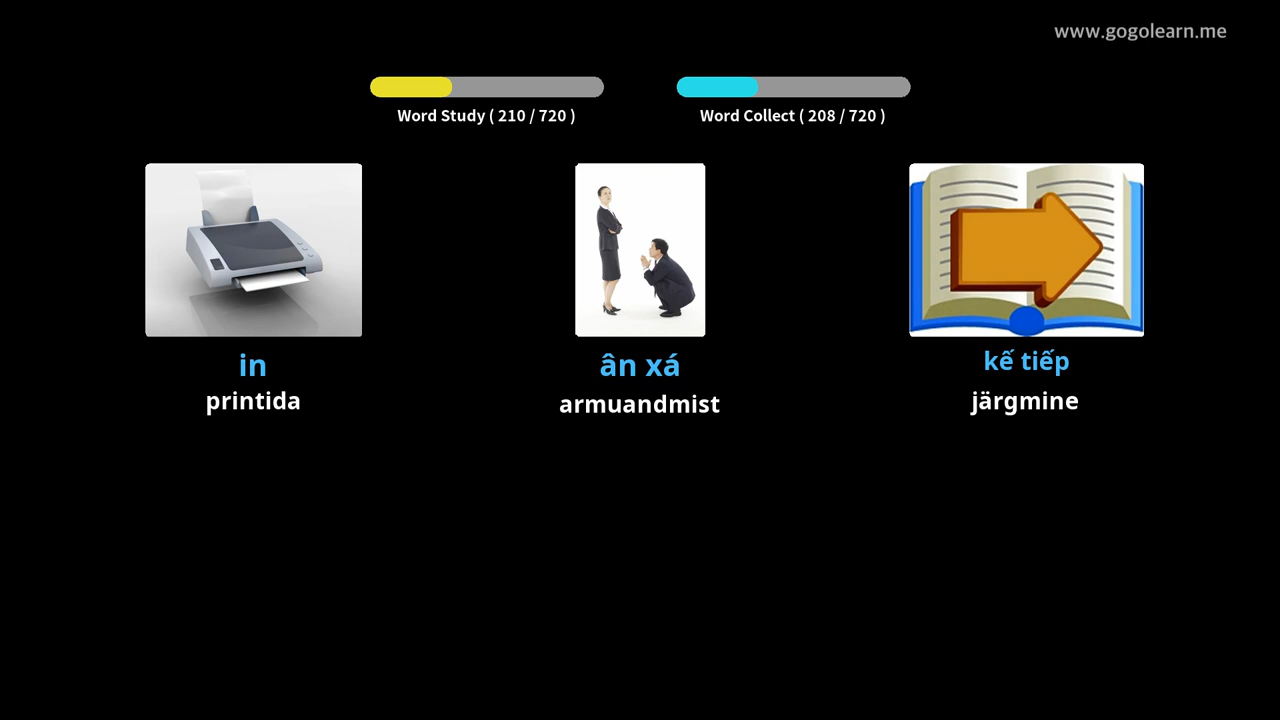 www.gogolearn.me
Word Study ( 210 / 720 )
Word Collect ( 208 / 720 )
in
printida
ân xá
armuandmist
kế tiếp
järgmine